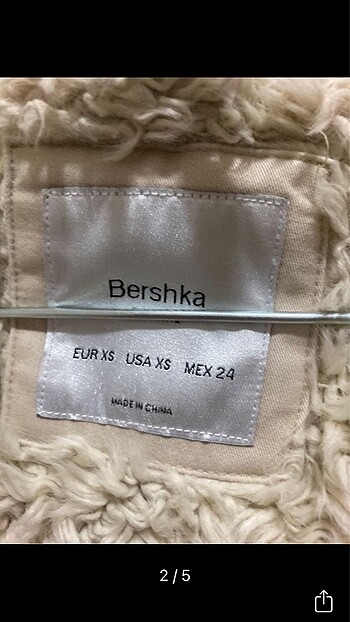 Bershka
EUR XS USA XS MEX 24
MADE IN CHINA
2/5